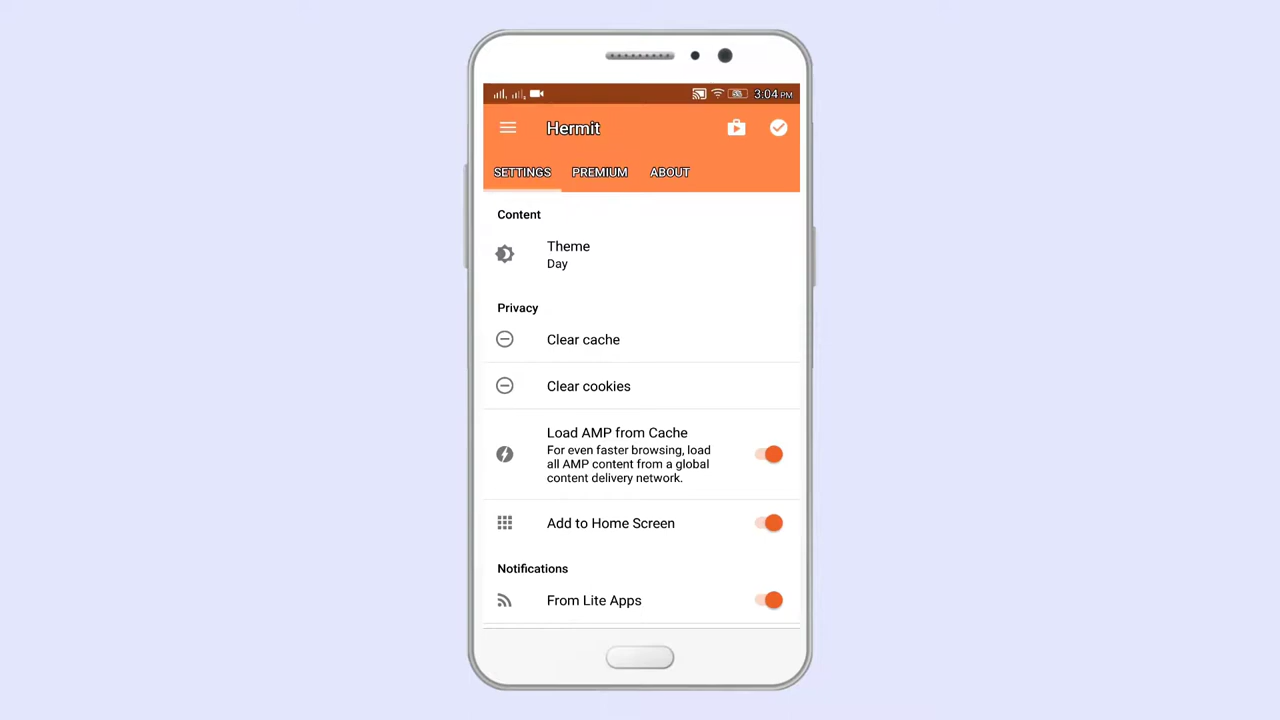 3:04 PM
Hermit
SETTINGS PREMIUM ABOUT
Content
Theme
Day
Privacy
Clear cache
Clear cookies
Load AMP from Cache
For even faster browsing, load
all AMP content from a global
content delivery network.
Add to Home Screen
Notifications
From Lite Apps